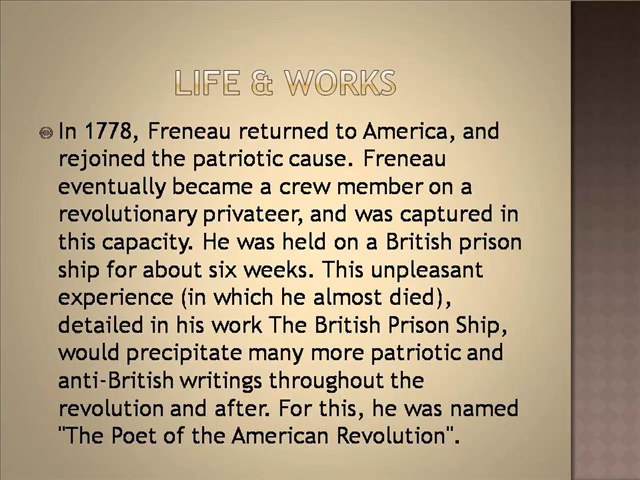 LIFE & WORKS
In 1778, Freneau returned to America, and
rejoined the patriotic cause. Freneau
eventually became a crew member on a
revolutionary privateer, and was captured in
this capacity. He was held on a British prison
ship for about six weeks. This unpleasant
experience (in which he almost died),
detailed in his work The British Prison Ship,
would precipitate many more patriotic and
anti-British writings throughout the
revolution and after. For this, he was named
"The Poet of the American Revolution".